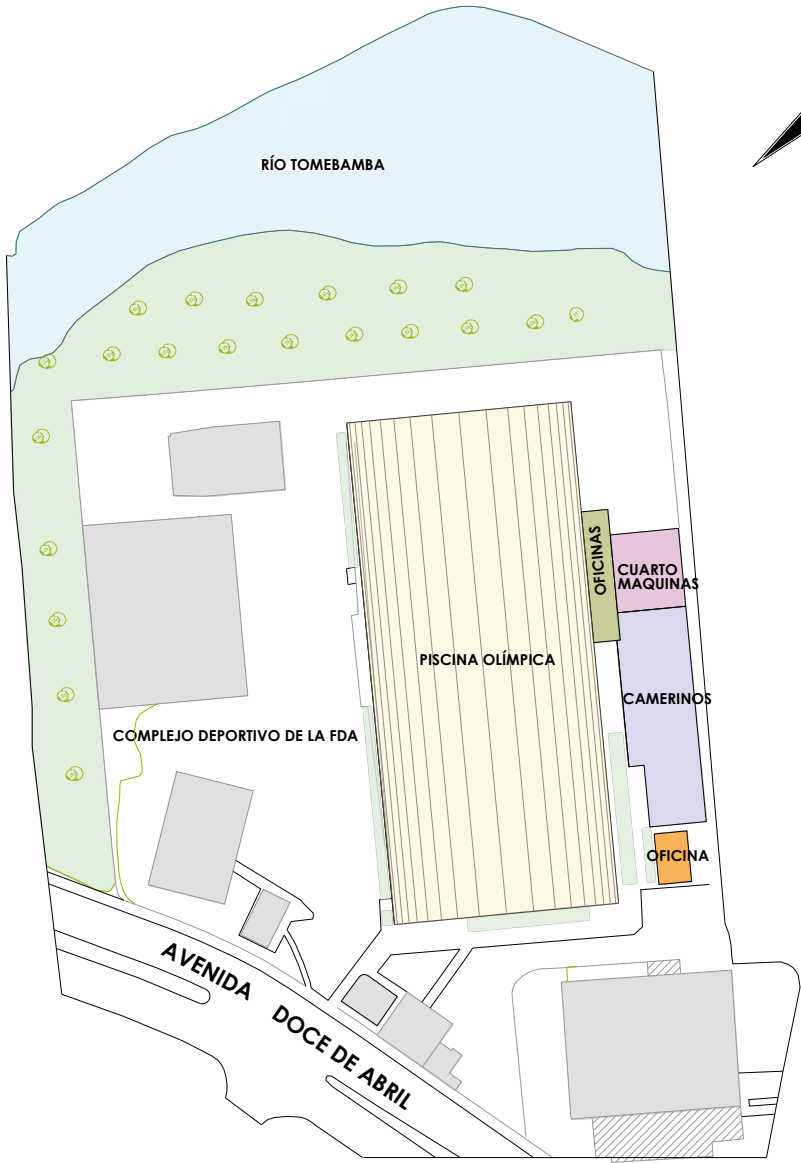 RÍO TOMEBAMBA
OFICINAS
CUARTO
MAQUINAS
PISCINA OLÍMPICA
CAMERINOS
COMPLEJO DEPORTIVO DE LA FDA
OFICINA
AVENIDA DOCE DE ABRIL